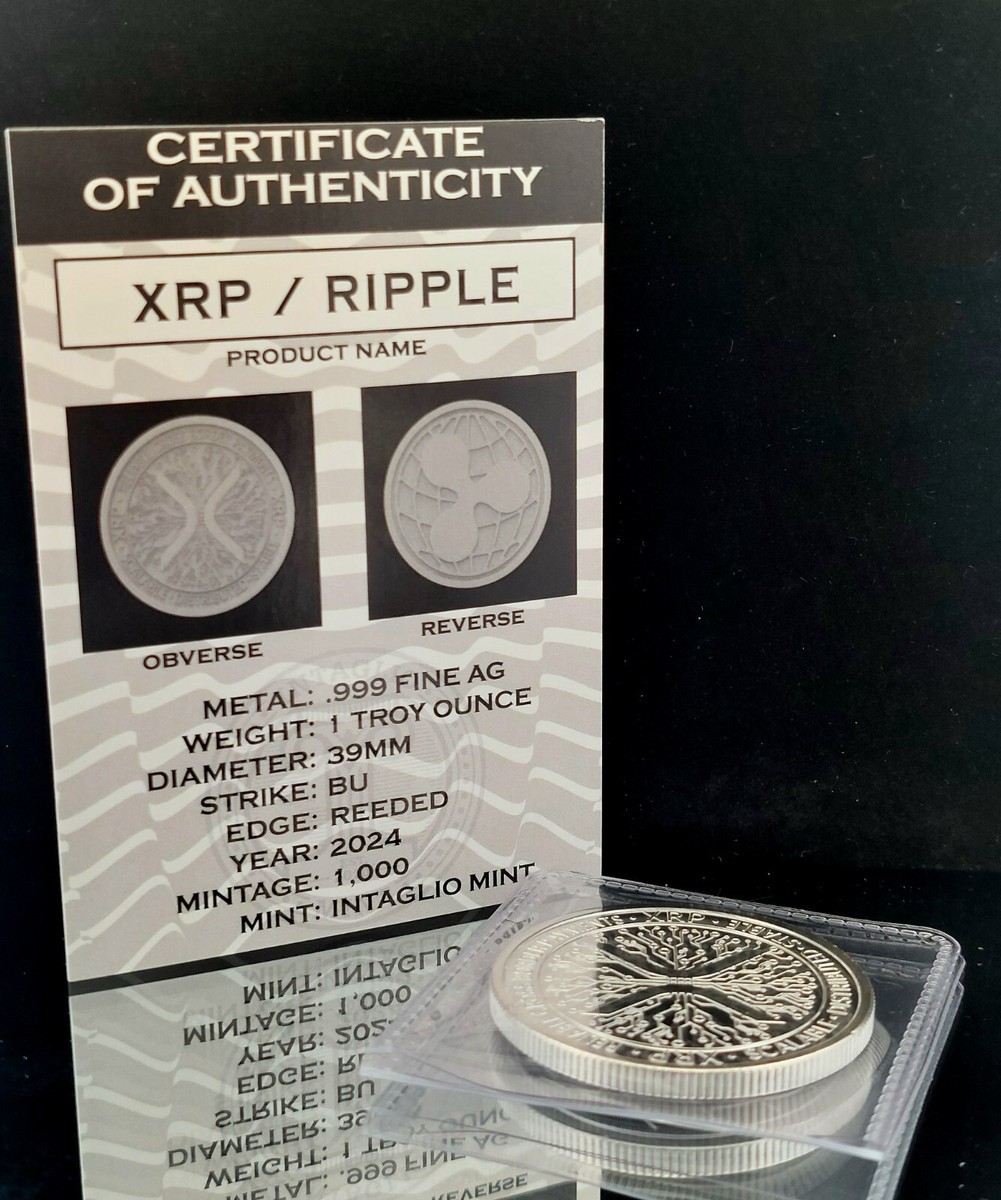 CERTIFICATE
OF AUTHENTICITY
XRP / RIPPLE
PRODUCT NAME
OBVERSE
REVERSE
METAL: .999 FINE AG
WEIGHT: 1 TROY OUNCE
DIAMETER: 39MM
STRIKE: BU
EDGE: REEDED
YEAR: 2024
MINTAGE: 1,000
MINT: INTAGLIO MINT
XRP
XRP